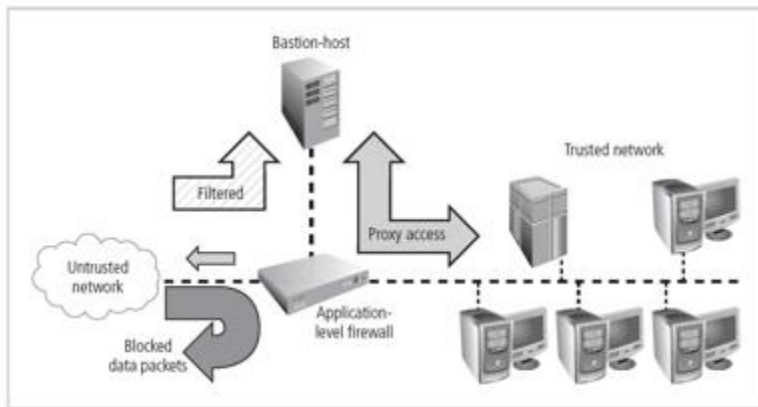 Bastion-host
Trusted network
Filtered
Proxy access
Untrusted
network
Application-
level firewall
Blocked
data packets